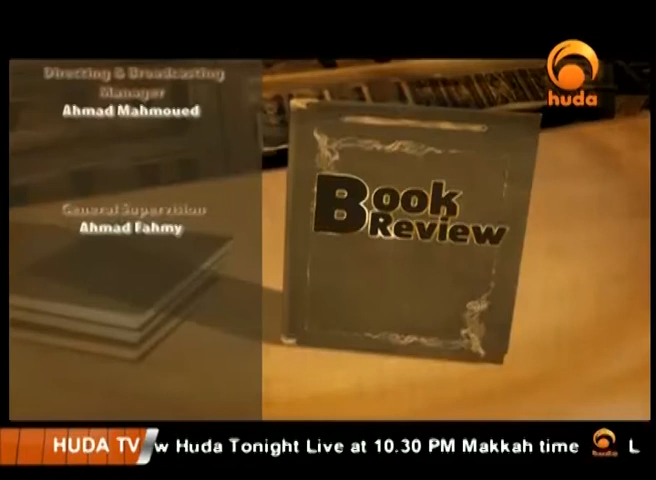 Directing & Broadcasting
Manager
Ahmad Mahmoued
General Supervision
Ahmad Fahmy
huda
Book
Review
HUDA TV
w Huda Tonight Live at 10.30 PM Makkah time
L